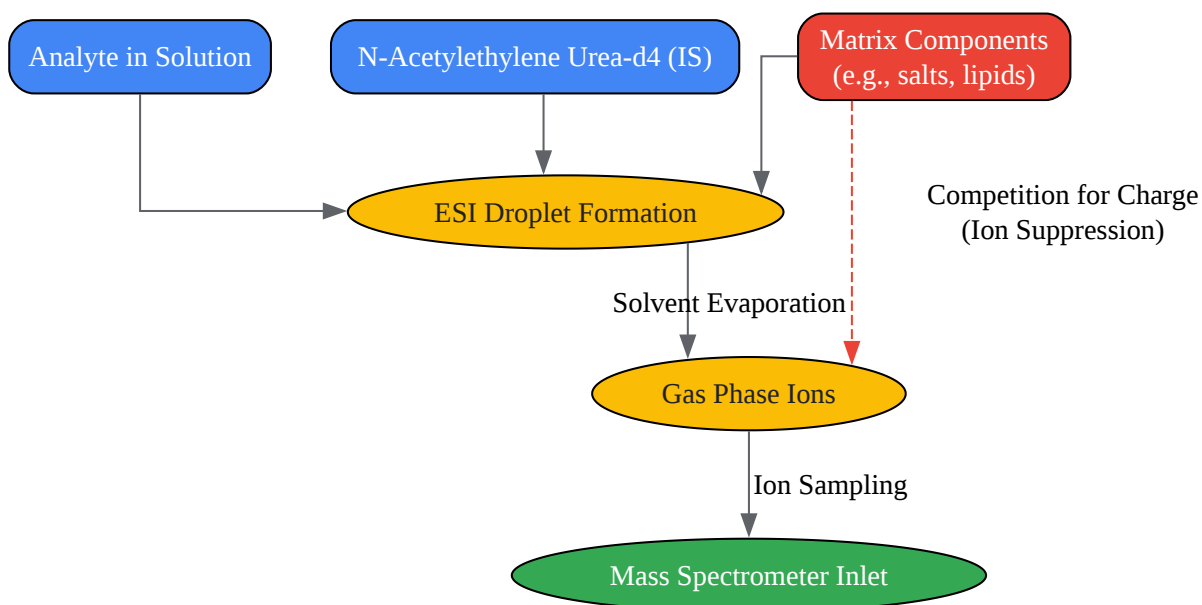 Analyte in Solution
N-Acetylethylene Urea-d4 (IS)
Matrix Components
(e.g., salts, lipids)
ESI Droplet Formation
Competition for Charge
(Ion Suppression)
Solvent Evaporation
Gas Phase Ions
Ion Sampling
Mass Spectrometer Inlet